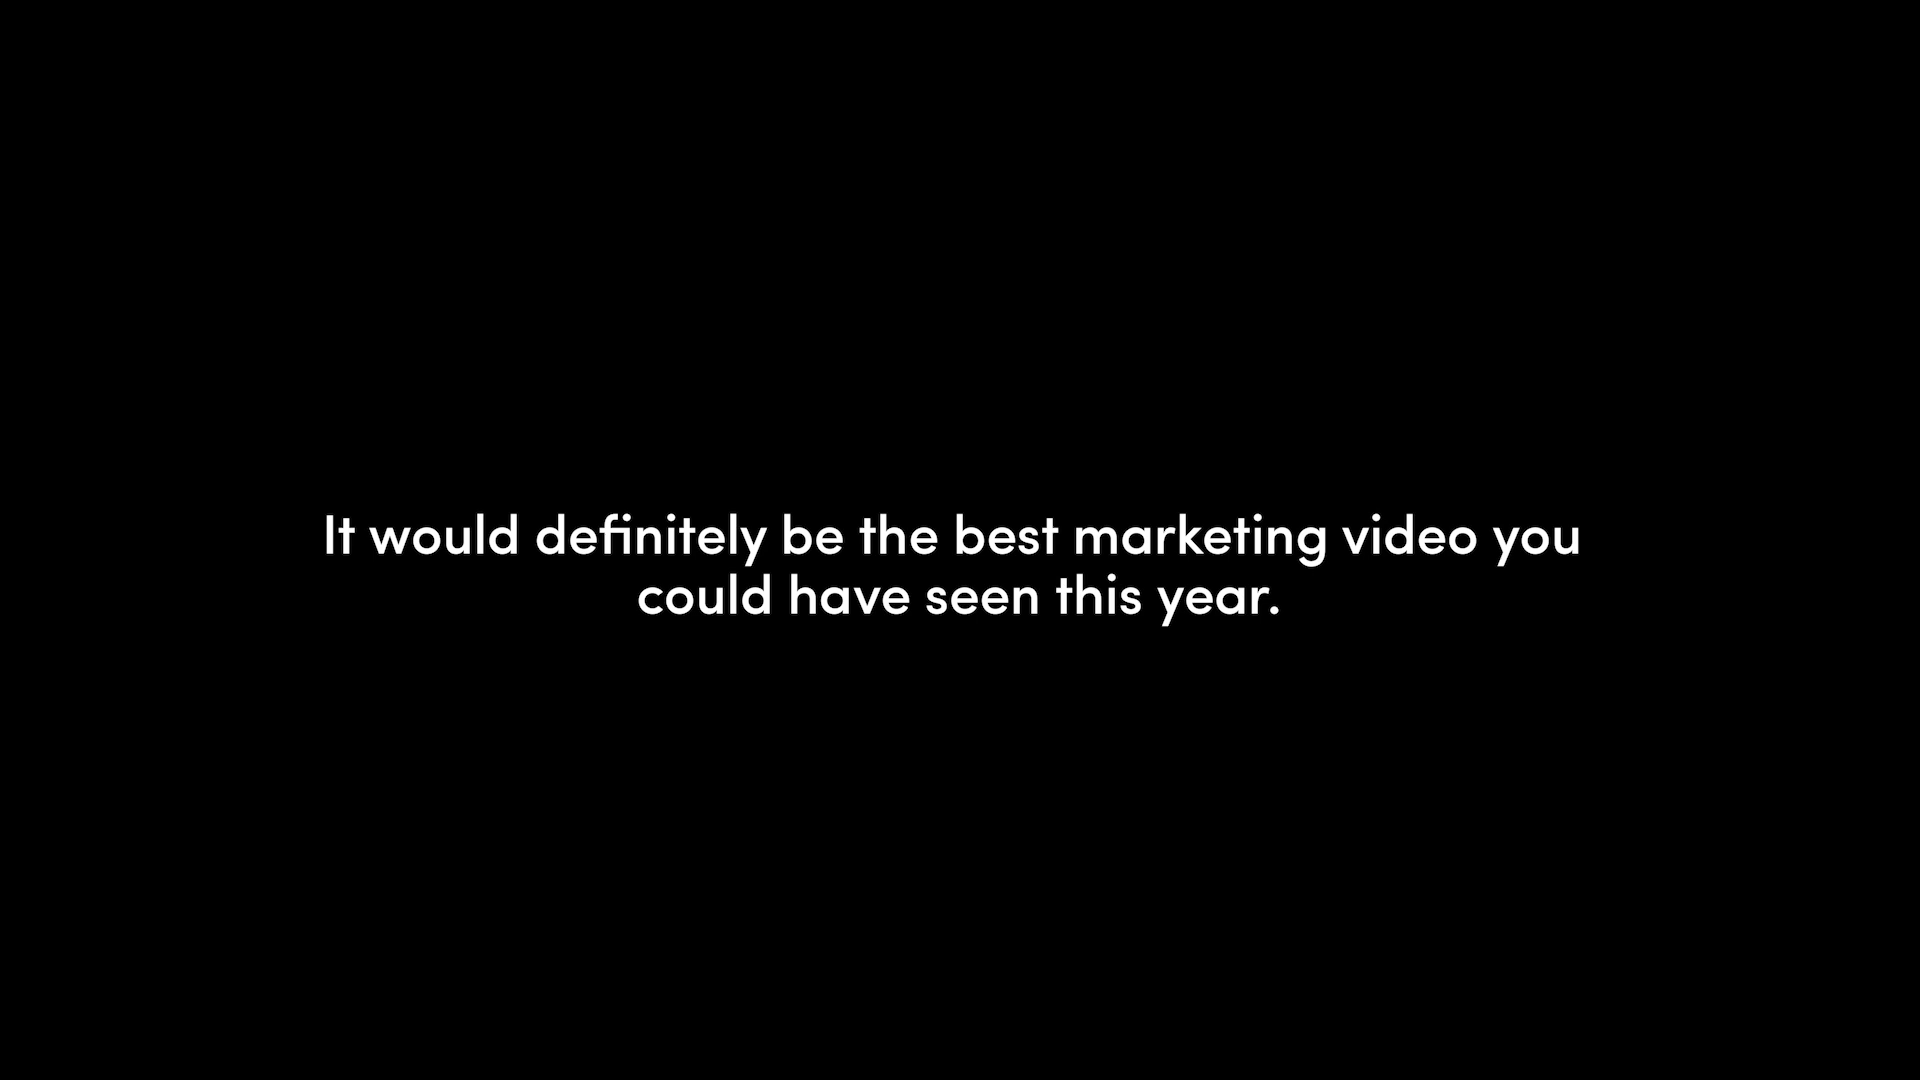 It would definitely be the best marketing video you
could have seen this year.